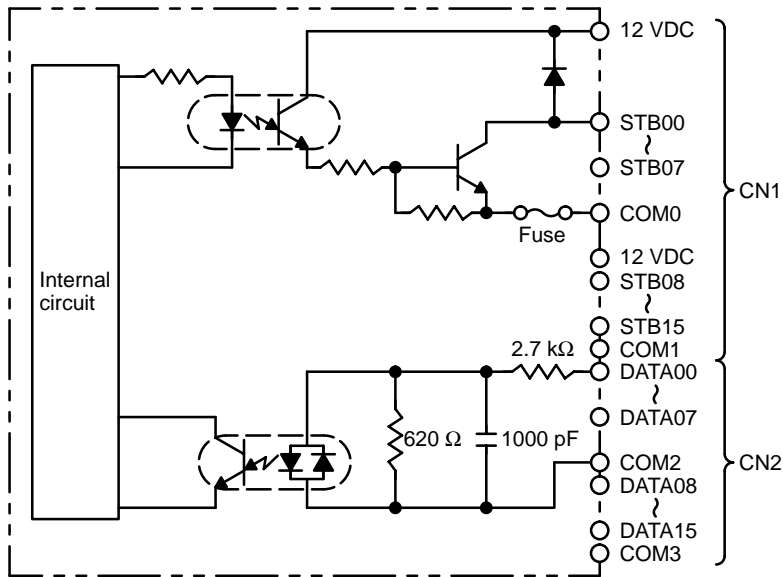 12 VDC
STB00
~
STB07
CN1
COM0
Fuse
12 VDC
Internal
circuit
STB08
~
STB15
2.7 kΩ
COM1
DATA00
~
620 Ω
1000 pF
DATA07
COM2
CN2
DATA08
~
DATA15
COM3